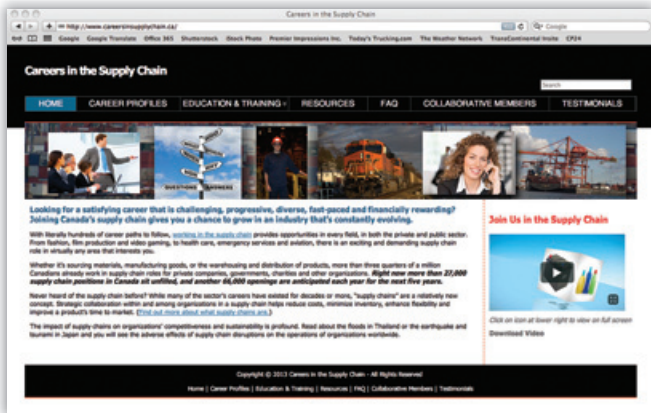 Careers in the Supply Chain
http://www.careersinsupplychain.ca/
Google
Google Google Translate Office 365 Shutterstock iStock Photo Premier Impressions Inc. Today's Trucking.com The Weather Network TransContinental Insite CP24
Careers in the Supply Chain
Search
HOME CAREER PROFILES EDUCATION & TRAINING RESOURCES FAQ COLLABORATIVE MEMBERS TESTIMONIALS
QUESTIONS ANSWERS
Looking for a satisfying career that is challenging, progressive, diverse, fast-paced and financially rewarding?
Joining Canada's supply chain gives you a chance to grow in an industry that's constantly evolving.
With literally hundreds of career paths to follow, working in the supply chain provides opportunities in every field, in both the private and public sector.
From fashion, film production and video gaming, to health care, emergency services and aviation, there is an exciting and demanding supply chain
role in virtually any area that interests you.
Whether it's sourcing materials, manufacturing goods, or the warehousing and distribution of products, more than three quarters of a million
Canadians already work in supply chain roles for private companies, governments, charities and other organizations. Right now more than 27,000
supply chain positions in Canada sit unfilled, and another 66,000 openings are anticipated each year for the next five years.
Never heard of the supply chain before? While many of the sector's careers have existed for decades or more, "supply chains" are a relatively new
concept. Strategic collaboration within and among organizations in a supply chain helps reduce costs, minimize inventory, enhance flexibility and
improve a product's time to market. (Find out more about what supply chains are.)
The impact of supply chains on organizations' competitiveness and sustainability is profound. Read about the floods in Thailand or the earthquake and
tsunami in Japan and you will see the adverse effects of supply chain disruptions on the operations of organizations worldwide.
Join Us in the Supply Chain
Click on icon at lower right to view on full screen
Download Video
Copyright © 2013 Careers in the Supply Chain - All Rights Reserved
Home | Career Profiles | Education & Training | Resources | FAQ | Collaborative Members | Testimonials